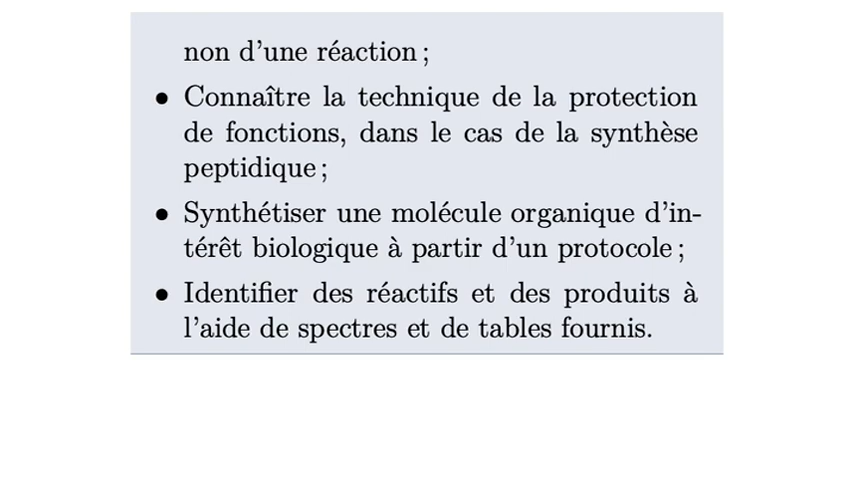 non d'une réaction ;
• Connaître la technique de la protection
de fonctions, dans le cas de la synthèse
peptidique ;
• Synthétiser une molécule organique d'in-
térêt biologique à partir d'un protocole ;
• Identifier des réactifs et des produits à
l'aide de spectres et de tables fournis.